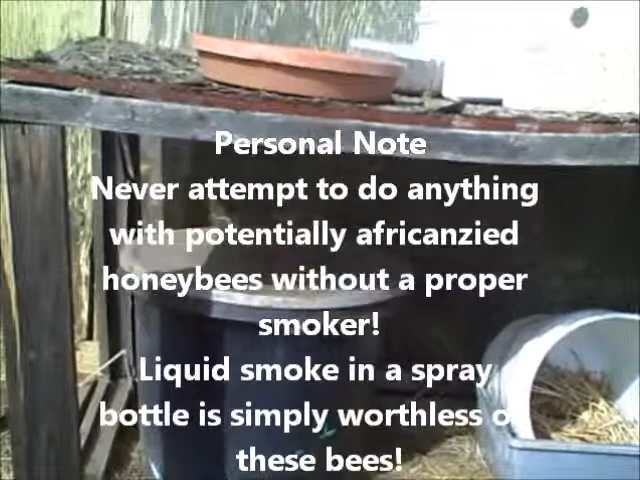 Personal Note
Never attempt to do anything
with potentially africanzied
honeybees without a proper
smoker!
Liquid smoke in a spray
bottle is simply worthless on
these bees!